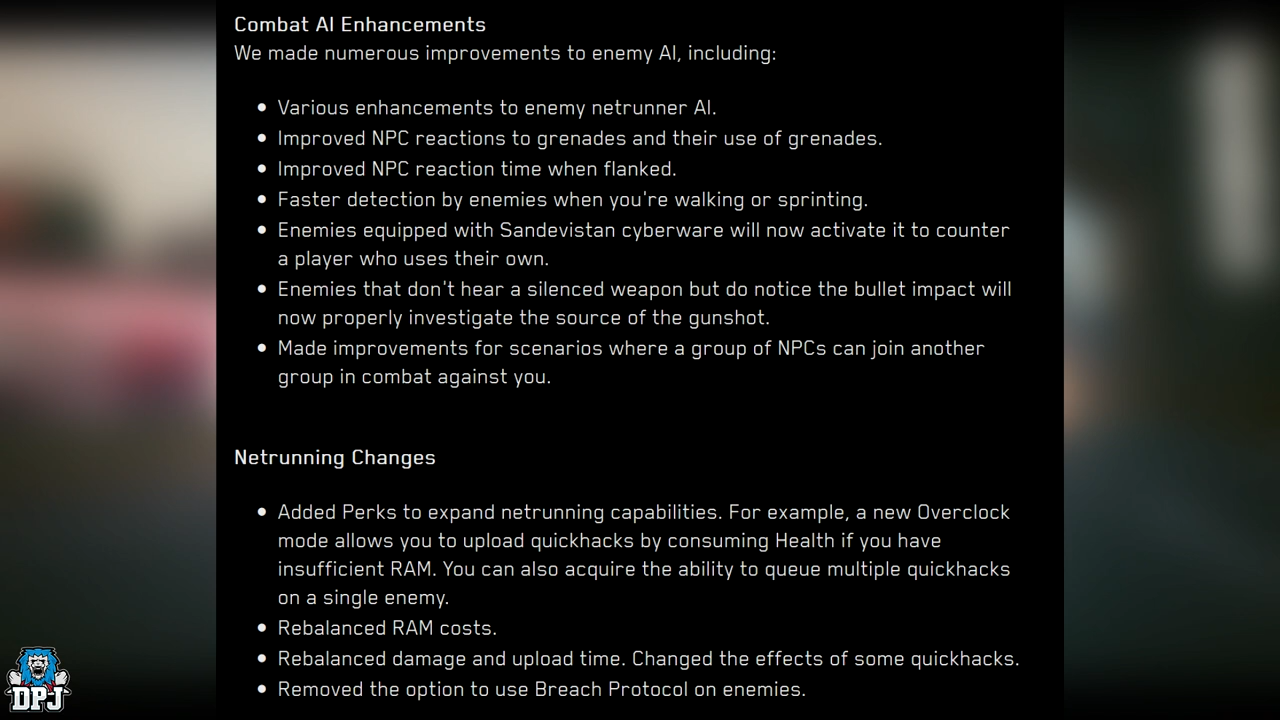 Combat AI Enhancements
We made numerous improvements to enemy AI, including:
• Various enhancements to enemy netrunner AI.
• Improved NPC reactions to grenades and their use of grenades.
• Improved NPC reaction time when flanked.
• Faster detection by enemies when you're walking or sprinting.
• Enemies equipped with Sandevistan cyberware will now activate it to counter
a player who uses their own.
• Enemies that don't hear a silenced weapon but do notice the bullet impact will
now properly investigate the source of the gunshot.
• Made improvements for scenarios where a group of NPCs can join another
group in combat against you.
Netrunning Changes
• Added Perks to expand netrunning capabilities. For example, a new Overclock
mode allows you to upload quickhacks by consuming Health if you have
insufficient RAM. You can also acquire the ability to queue multiple quickhacks
on a single enemy.
• Rebalanced RAM costs.
• Rebalanced damage and upload time. Changed the effects of some quickhacks.
• Removed the option to use Breach Protocol on enemies.
DPJ